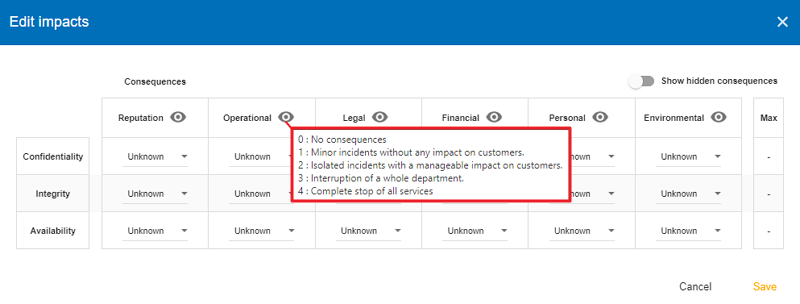 Edit impacts
Consequences
Show hidden consequences
Reputation Operational Legal Financial Personal Environmental Max
0 : No consequences
1 : Minor incidents without any impact on customers.
2 : Isolated incidents with a manageable impact on customers.
3 : Interruption of a whole department.
4 : Complete stop of all services
Confidentiality Unknown Unknown Unknown -
Integrity Unknown Unknown Unknown -
Availability Unknown Unknown Unknown Unknown Unknown Unknown -
Cancel Save